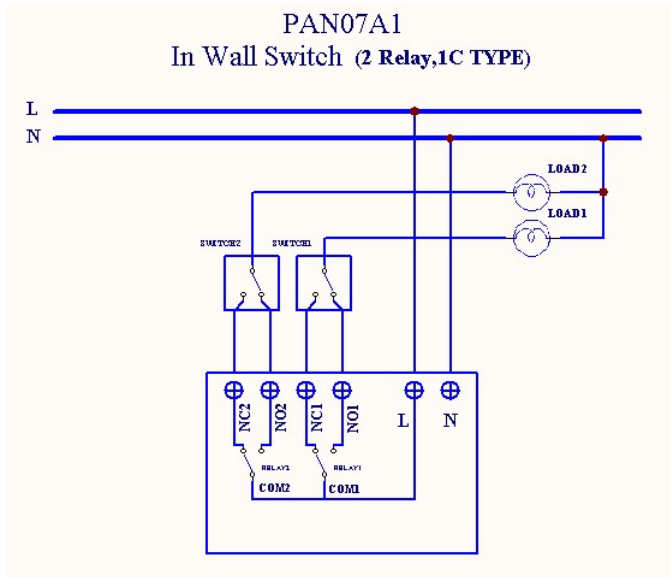 PAN07A1
In Wall Switch (2 Relay,1C TYPE)
L
N
LOAD2
LOAD1
SWITCH2 SWITCH1
NC2 NO2 NC1 NO1 L N
RELAY2 RELAY1
COM2 COM1